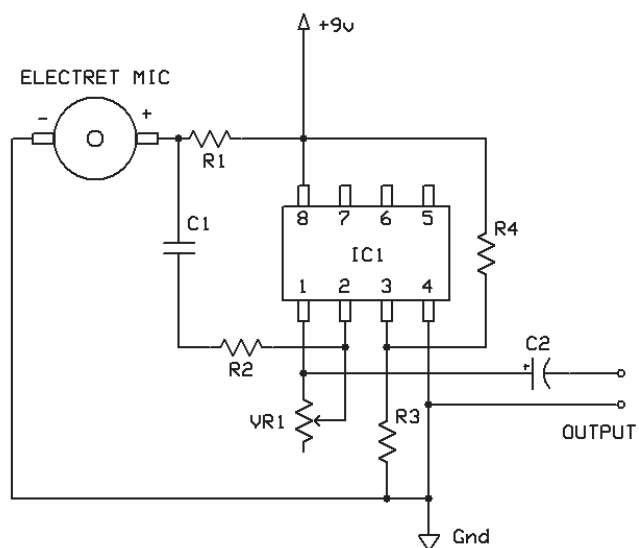 +9v
ELECTRET MIC
- +
R1
8 7 6 5
C1
IC1
R4
1 2 3 4
R2
C2
+
VR1
R3
OUTPUT
Gnd